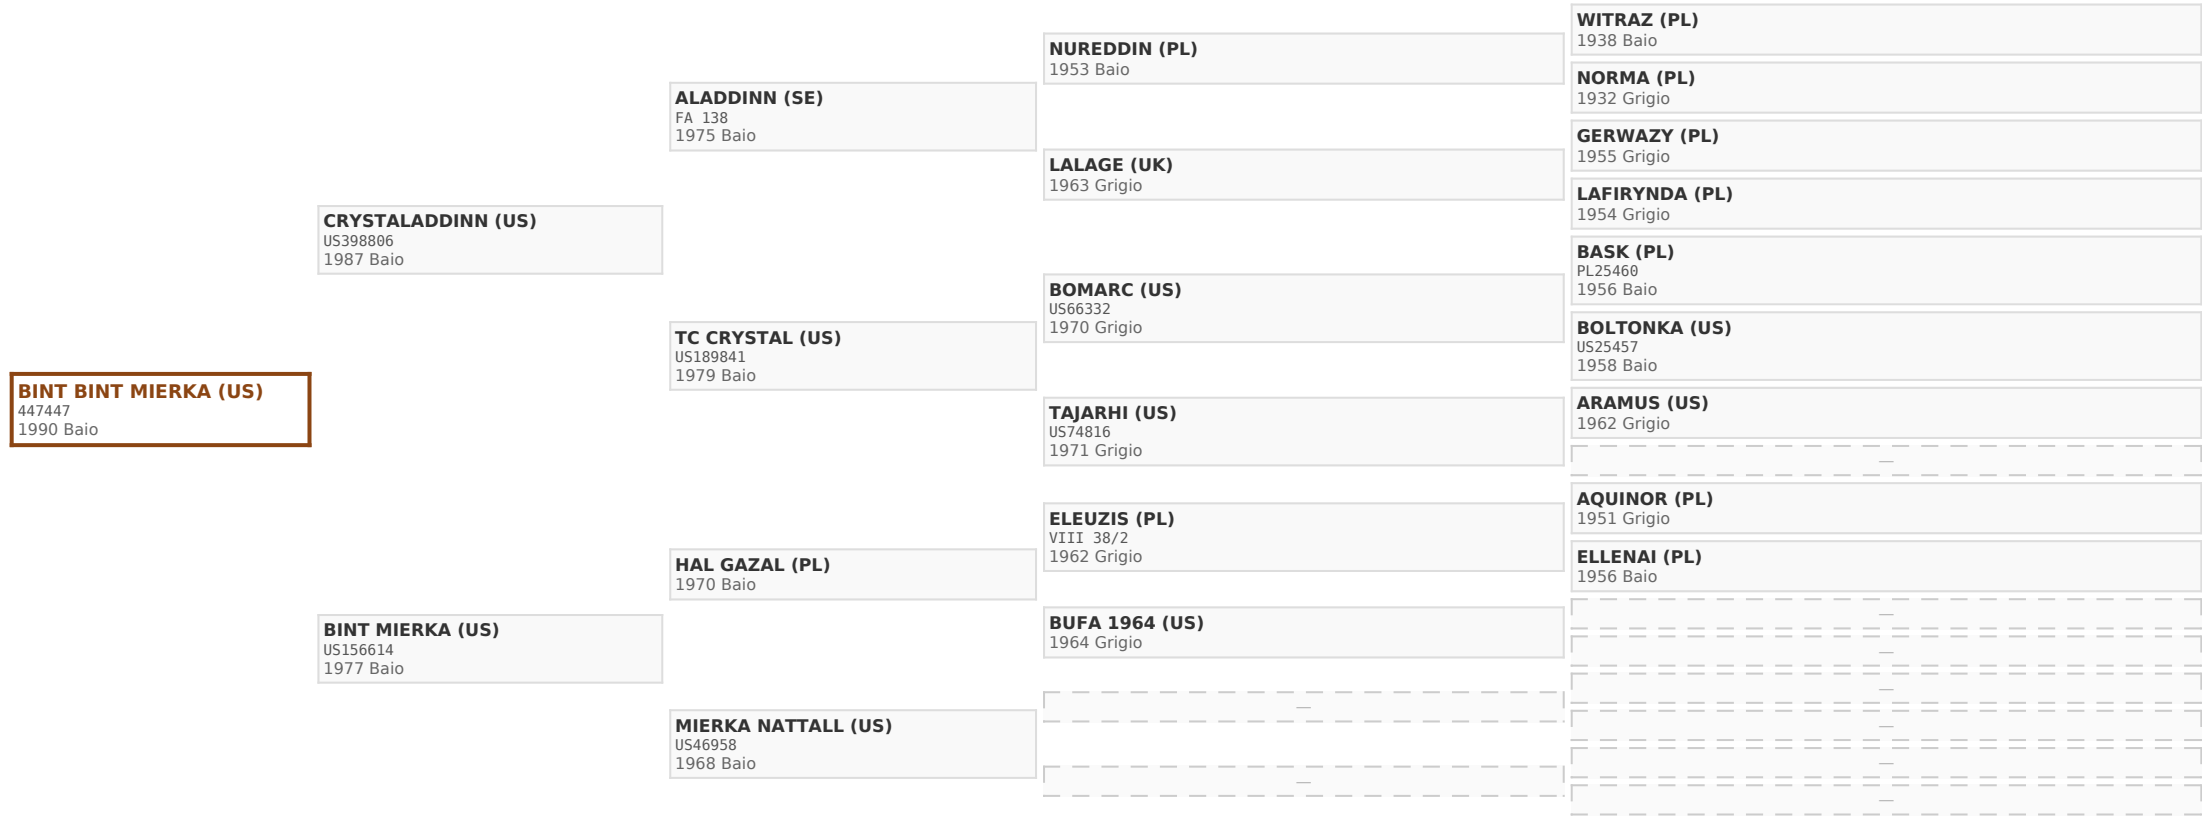 BINT BINT MIERKA (US)
447447
1990 Baio
CRYSTALADDINN (US)
US398806
1987 Baio
BINT MIERKA (US)
US156614
1977 Baio
ALADDINN (SE)
FA 138
1975 Baio
TC CRYSTAL (US)
US189841
1979 Baio
HAL GAZAL (PL)
1970 Baio
MIERKA NATTALL (US)
US46958
1968 Baio
NUREDDIN (PL)
1953 Baio
LALAGE (UK)
1963 Grigio
BOMARC (US)
US66332
1970 Grigio
TAJARHI (US)
US74816
1971 Grigio
ELEUZIS (PL)
VIII 38/2
1962 Grigio
BUFA 1964 (US)
1964 Grigio
—
—
WITRAZ (PL)
1938 Baio
NORMA (PL)
1932 Grigio
GERWAZY (PL)
1955 Grigio
LAFIRYNDA (PL)
1954 Grigio
BASK (PL)
PL25460
1956 Baio
BOLTONKA (US)
US25457
1958 Baio
ARAMUS (US)
1962 Grigio
—
AQUINOR (PL)
1951 Grigio
ELLENAI (PL)
1956 Baio
—
—
—
—
—
—